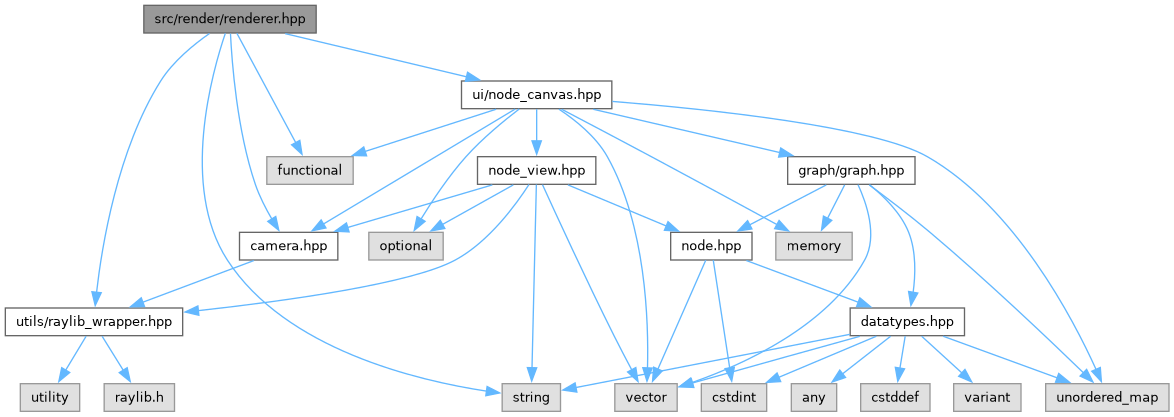 src/render/renderer.hpp
ui/node_canvas.hpp
functional
node_view.hpp
graph/graph.hpp
camera.hpp
optional
node.hpp
memory
utils/raylib_wrapper.hpp
datatypes.hpp
utility
raylib.h
string
vector
cstdint
any
cstddef
variant
unordered_map